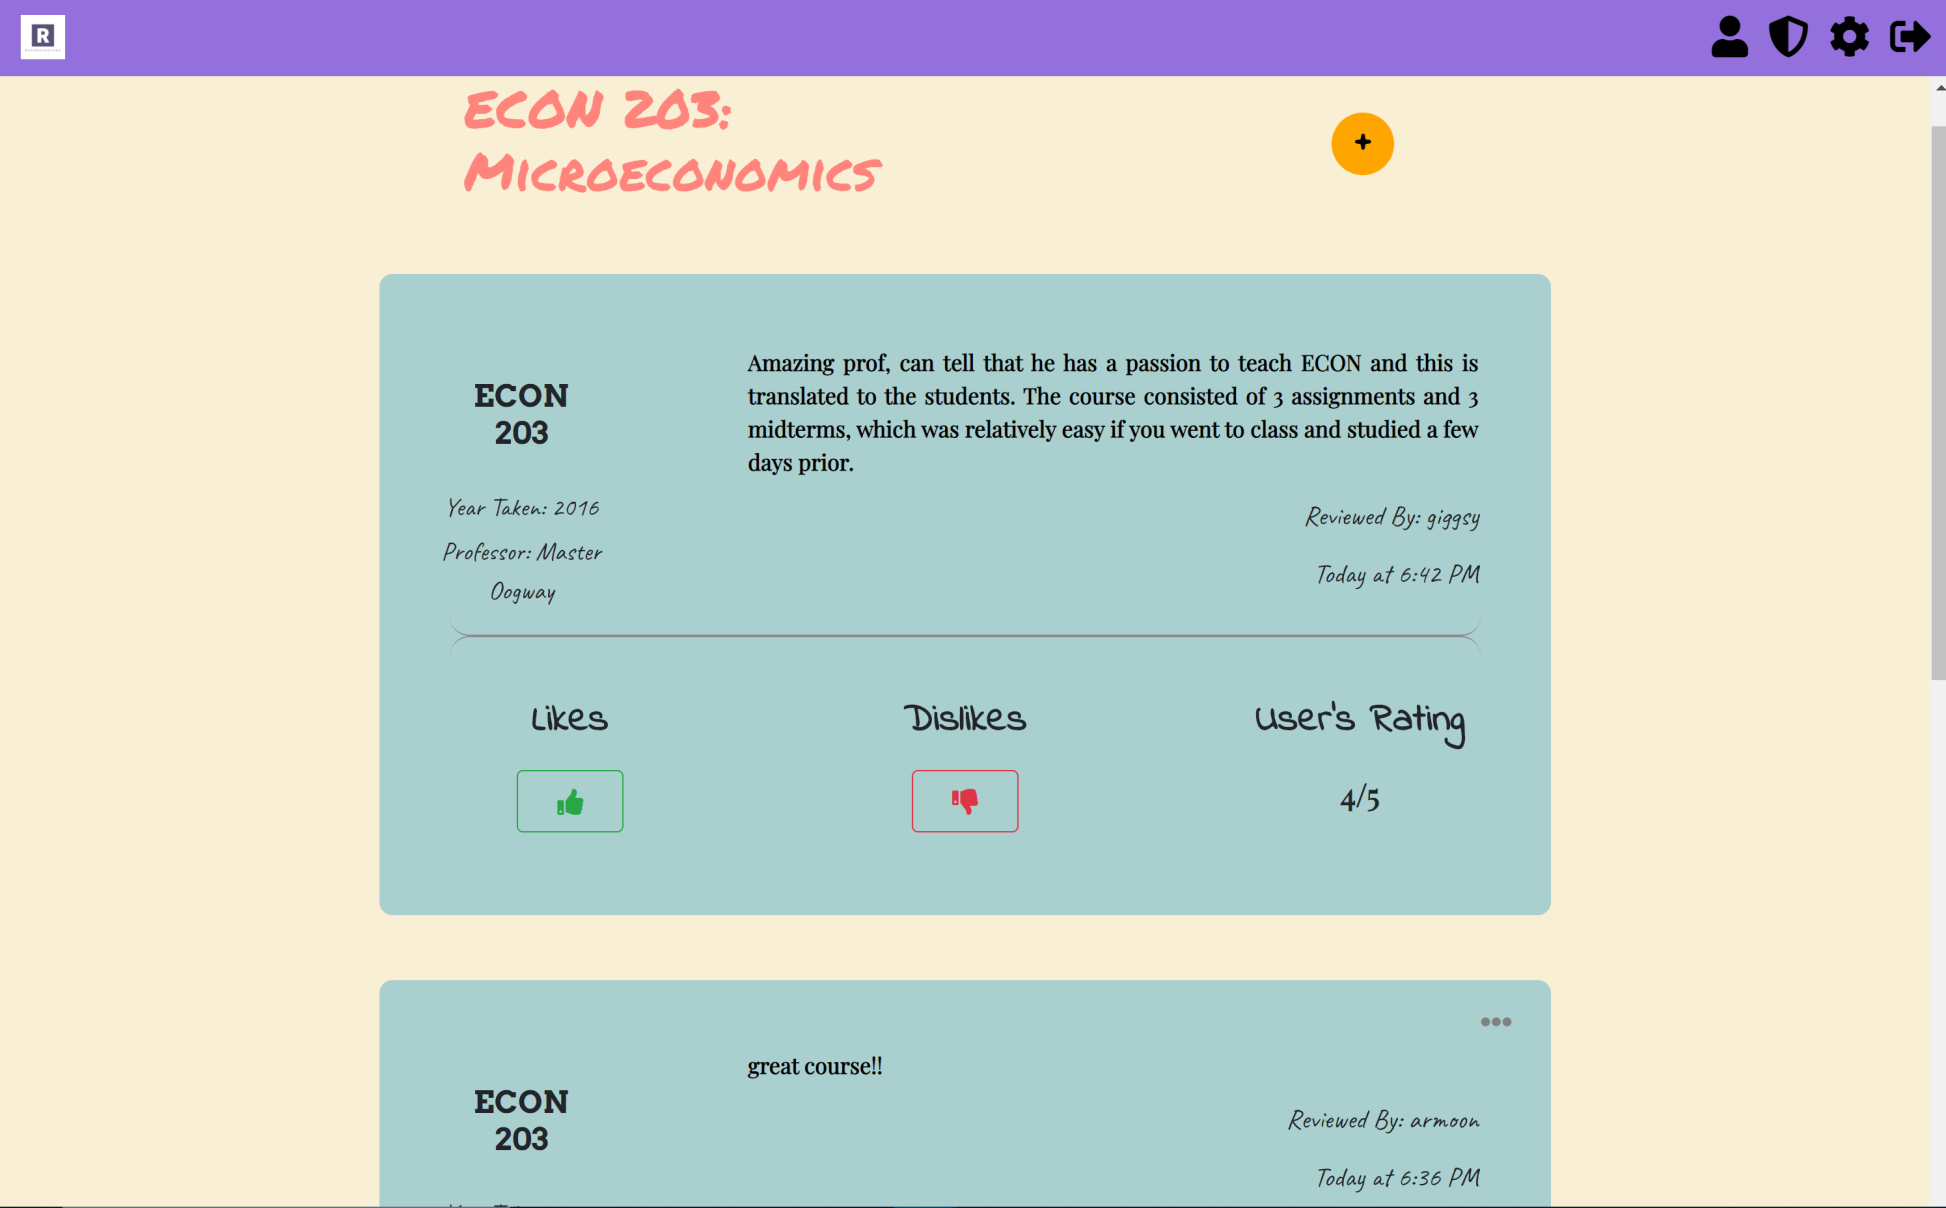 R
ECON 203:
Microeconomics
Amazing prof, can tell that he has a passion to teach ECON and this is
translated to the students. The course consisted of 3 assignments and 3
midterms, which was relatively easy if you went to class and studied a few
days prior.
ECON
203
Year Taken: 2016
Professor: Master
Oogway
Reviewed By: giggsy
Today at 6:42 PM
Likes
Dislikes
User's Rating
4/5
great course!!
ECON
203
Reviewed By: armoon
Today at 6:36 PM